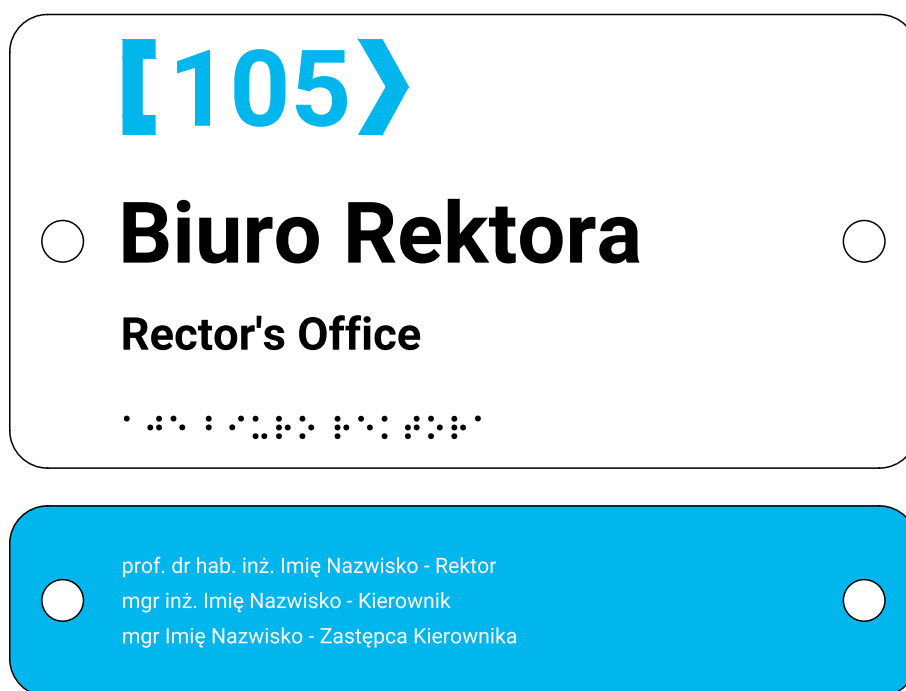 [105>
Biuro Rektora
Rector's Office
⠁⠚⠑ ⠃⠊⠥⠗⠕ ⠗⠑⠅⠞⠕⠗⠁
prof. dr hab. inż. Imię Nazwisko - Rektor
mgr inż. Imię Nazwisko - Kierownik
mgr Imię Nazwisko - Zastępca Kierownika